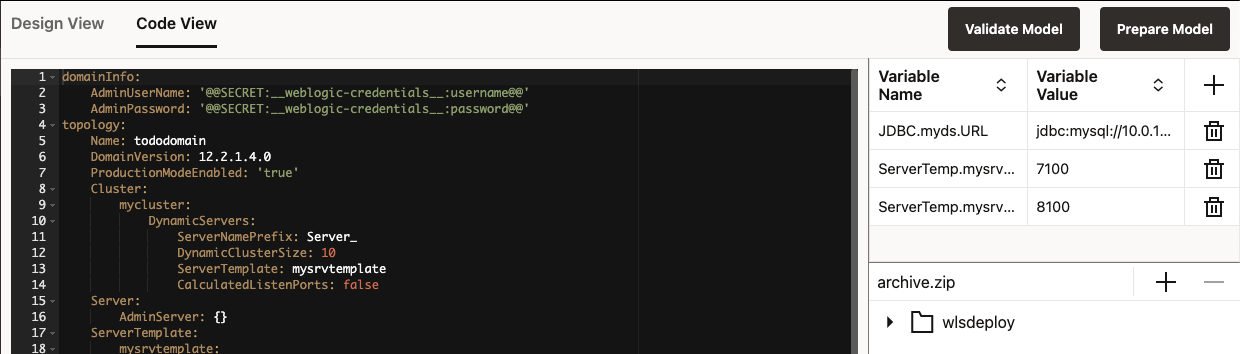 Design View
Code View
Validate Model
Prepare Model
1 domainInfo:
2     AdminUserName: '@@SECRET:__weblogic-credentials__:username@@'
3     AdminPassword: '@@SECRET:__weblogic-credentials__:password@@'
4 topology:
5     Name: tododomain
6     DomainVersion: 12.2.1.4.0
7     ProductionModeEnabled: 'true'
8     Cluster:
9         mycluster:
10             DynamicServers:
11                 ServerNamePrefix: Server_
12                 DynamicClusterSize: 10
13                 ServerTemplate: mysrvtemplate
14                 CalculatedListenPorts: false
15     Server:
16         AdminServer: {}
17     ServerTemplate:
18         mysrvtemplate:
Variable Name
Variable Value
JDBC.myds.URL
jdbc:mysql://10.0.1...
ServerTemp.mysrv...
7100
ServerTemp.mysrv...
8100
archive.zip
wlsdeploy